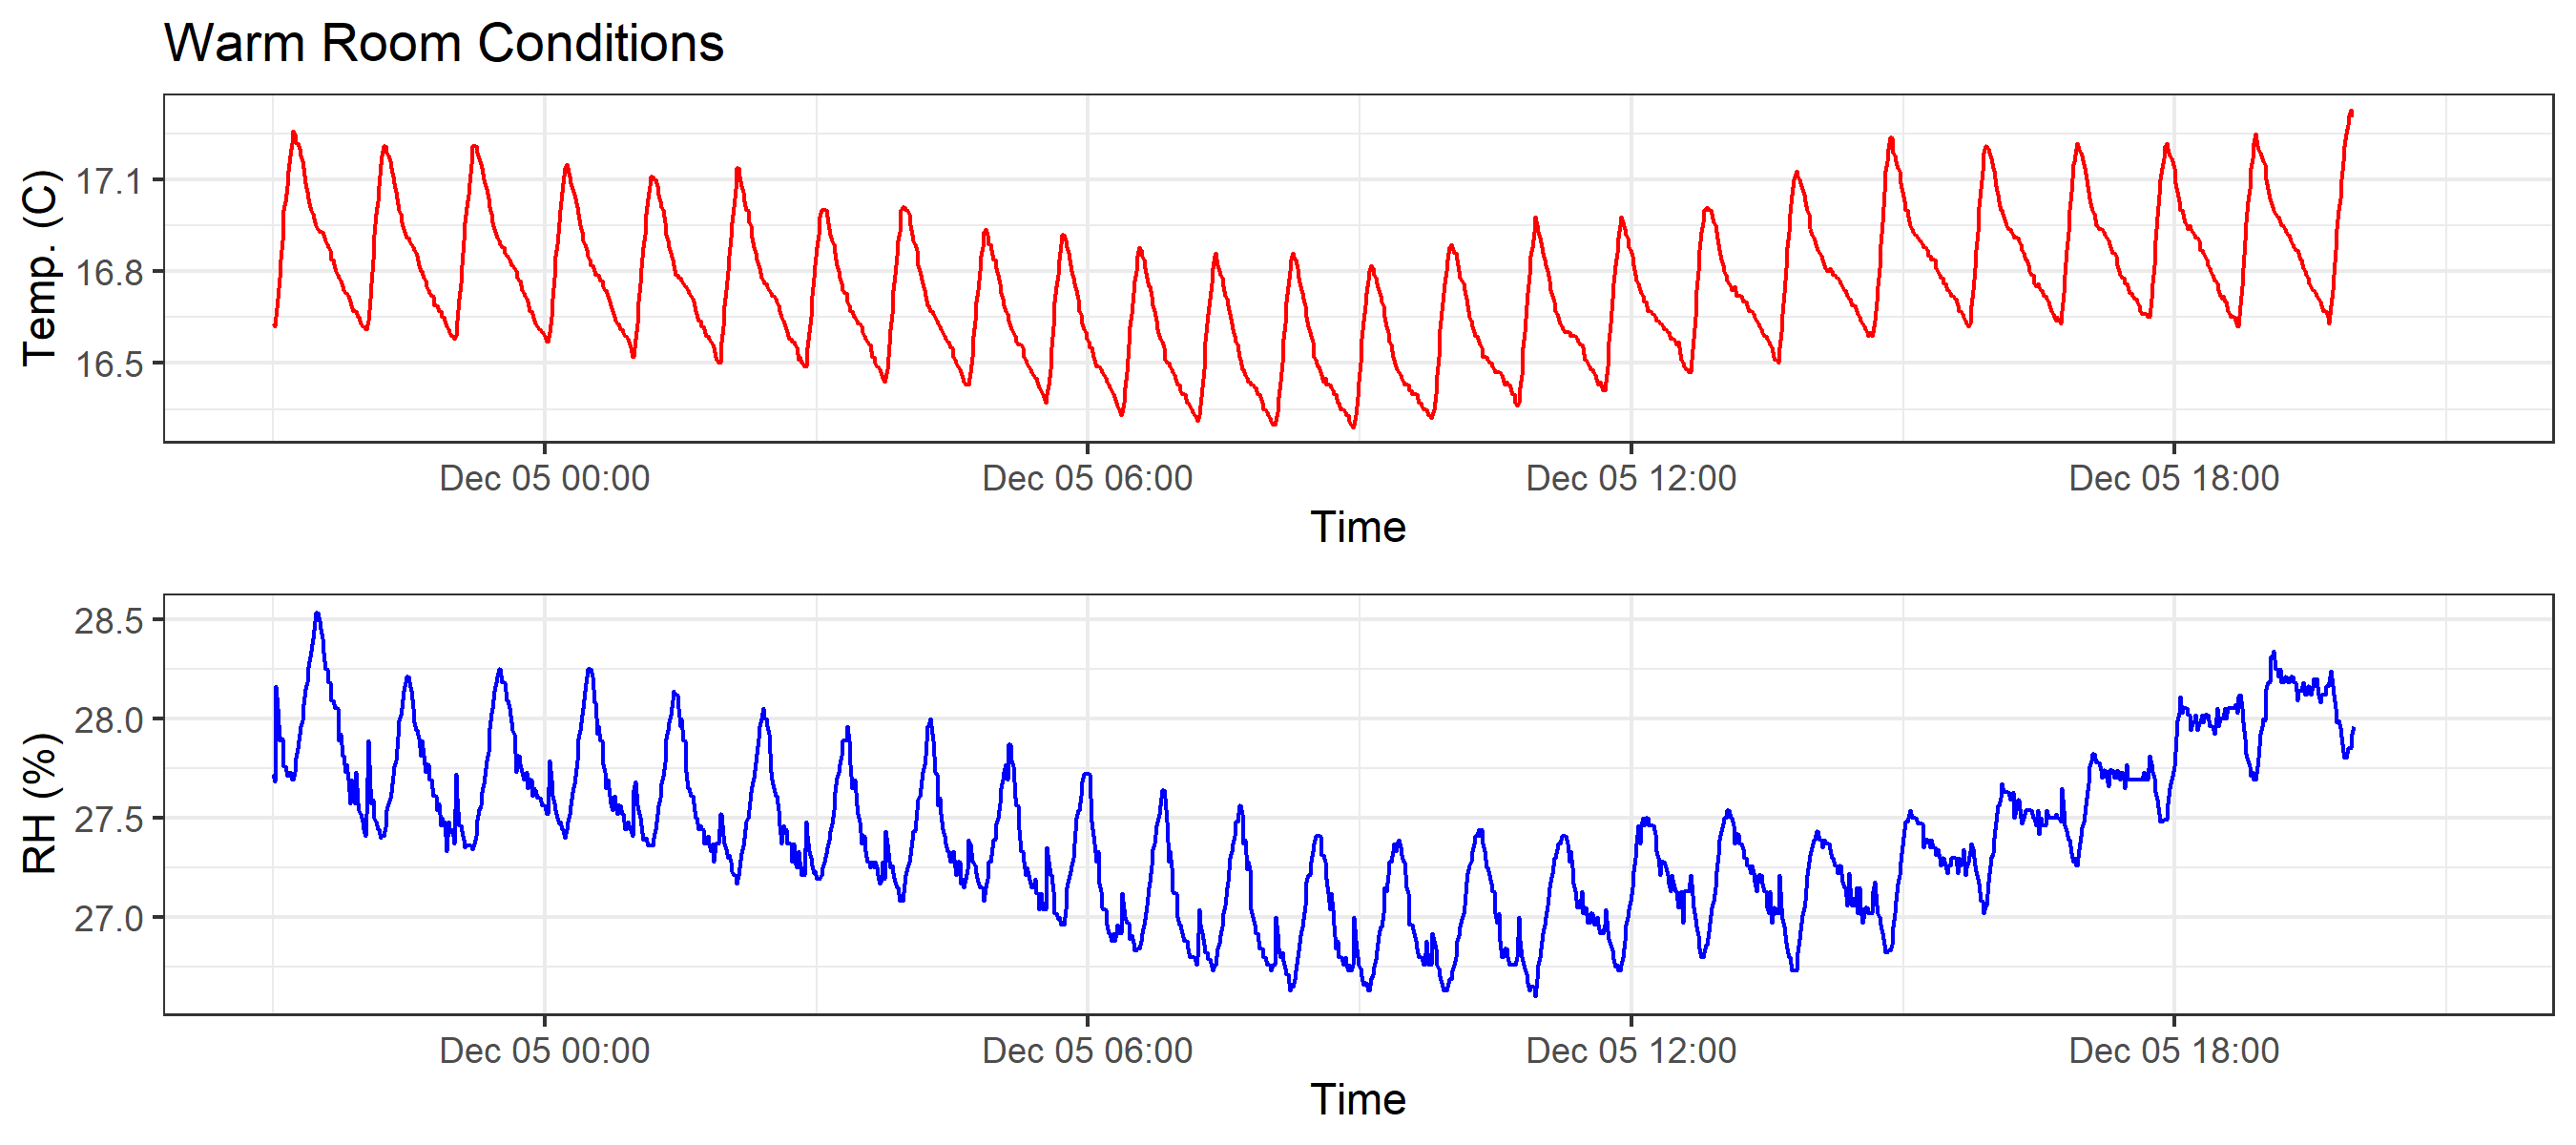 Warm Room Conditions
Temp. (C)
17.1
16.8
16.5
Dec 05 00:00 Dec 05 06:00 Dec 05 12:00 Dec 05 18:00
Time
RH (%)
28.5
28.0
27.5
27.0
Dec 05 00:00 Dec 05 06:00 Dec 05 12:00 Dec 05 18:00
Time